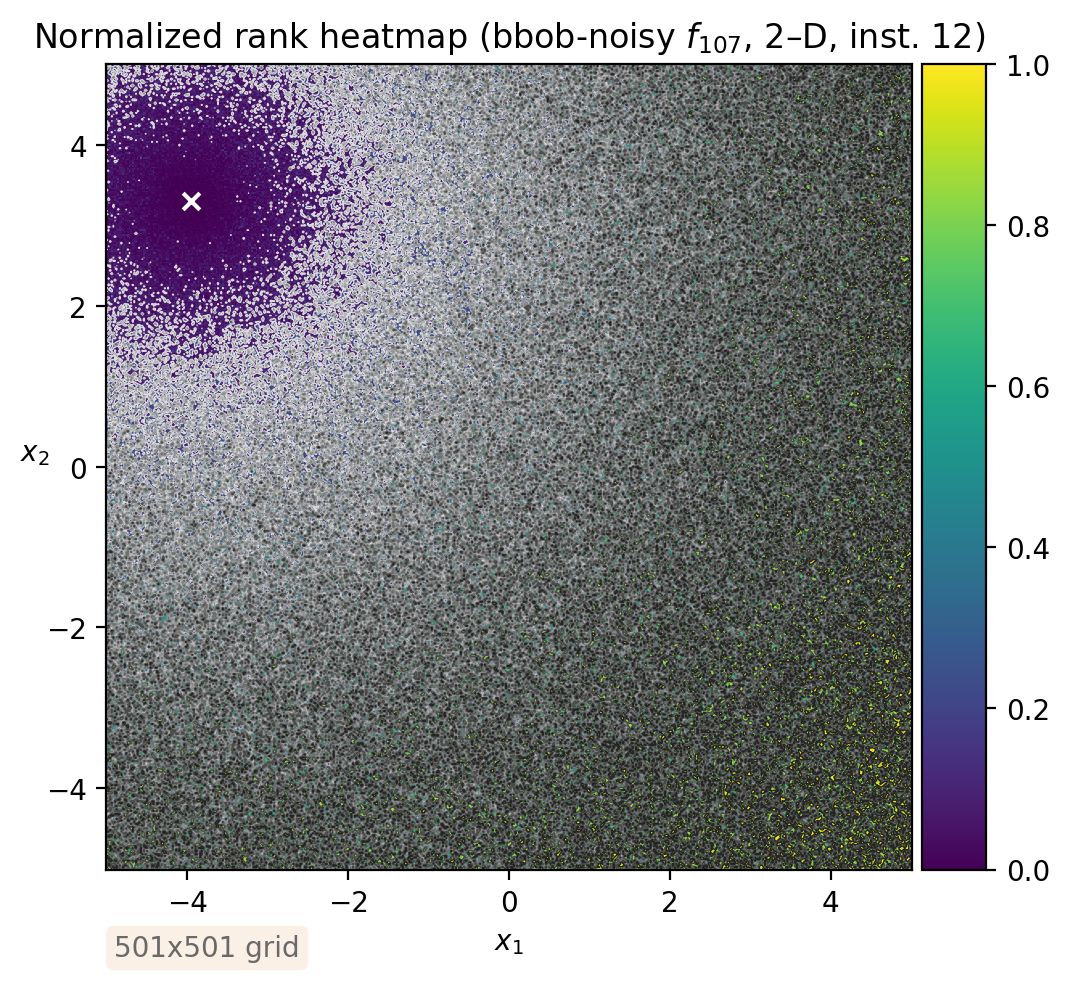 Normalized rank heatmap (bbob-noisy f₁₀₇, 2–D, inst. 12)
1.0
0.8
0.6
0.4
0.2
0.0
4
2
0
−2
−4
x₂
−4 −2 0 2 4
x₁
501x501 grid